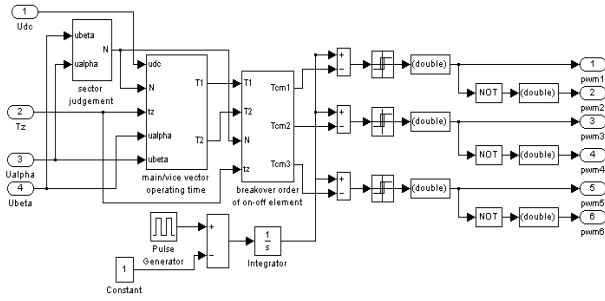 1
Udc
ubeta
N
ualpha
sector
judgement
2
Tz
3
Ualpha
4
Ubeta
udc
N
tz
ualpha
ubeta
T1
T2
main/vice vector
operating time
T1
T2
N
tz
Tcm1
Tcm2
Tcm3
breakover order
of on-off element
Pulse
Generator
1
Constant
+
−
1
s
Integrator
+
−
(double)
1
pwm1
NOT
(double)
2
pwm2
+
−
(double)
3
pwm3
NOT
(double)
4
pwm4
+
−
(double)
5
pwm5
NOT
(double)
6
pwm6